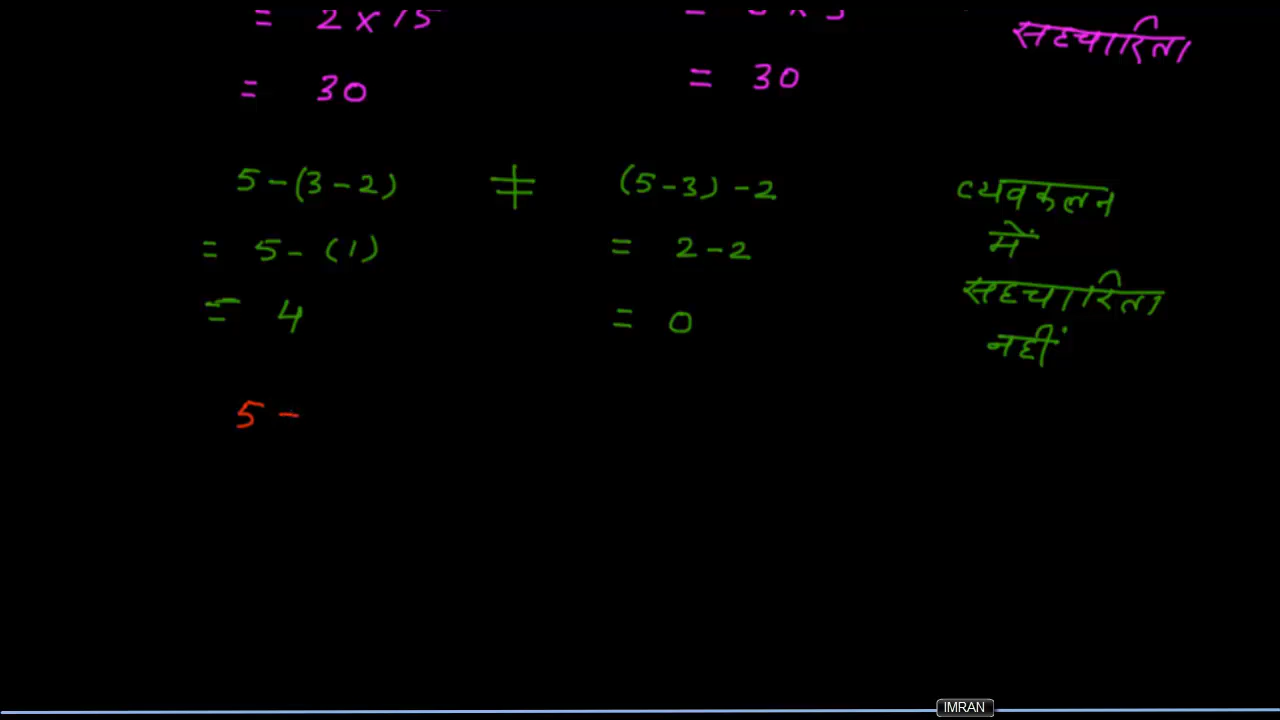 = 2 × 15
=
सहचारिता
= 30
= 30
5-(3-2) ≠ (5-3)-2
व्यवकलन
= 5-(1) = 2-2
में
= 4 = 0
सहचारिता
नहीं
5 -
IMRAN